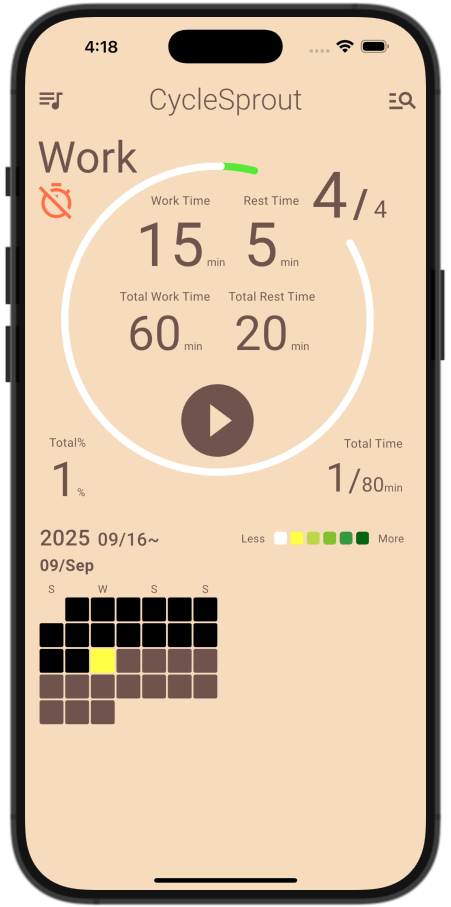 4:18
CycleSprout
Work
Work Time Rest Time 4/4
15 min 5 min
Total Work Time Total Rest Time
60 min 20 min
Total% Total Time
1 % 1/80min
2025 09/16~ Less More
09/Sep
S W S S